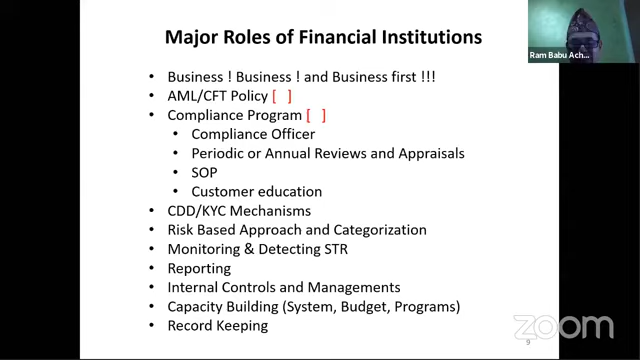 Major Roles of Financial Institutions
Ram Babu Ach...
• Business ! Business ! and Business first !!!
• AML/CFT Policy [ ]
• Compliance Program [ ]
• Compliance Officer
• Periodic or Annual Reviews and Appraisals
• SOP
• Customer education
• CDD/KYC Mechanisms
• Risk Based Approach and Categorization
• Monitoring & Detecting STR
• Reporting
• Internal Controls and Managements
• Capacity Building (System, Budget, Programs)
• Record Keeping
zoom
9